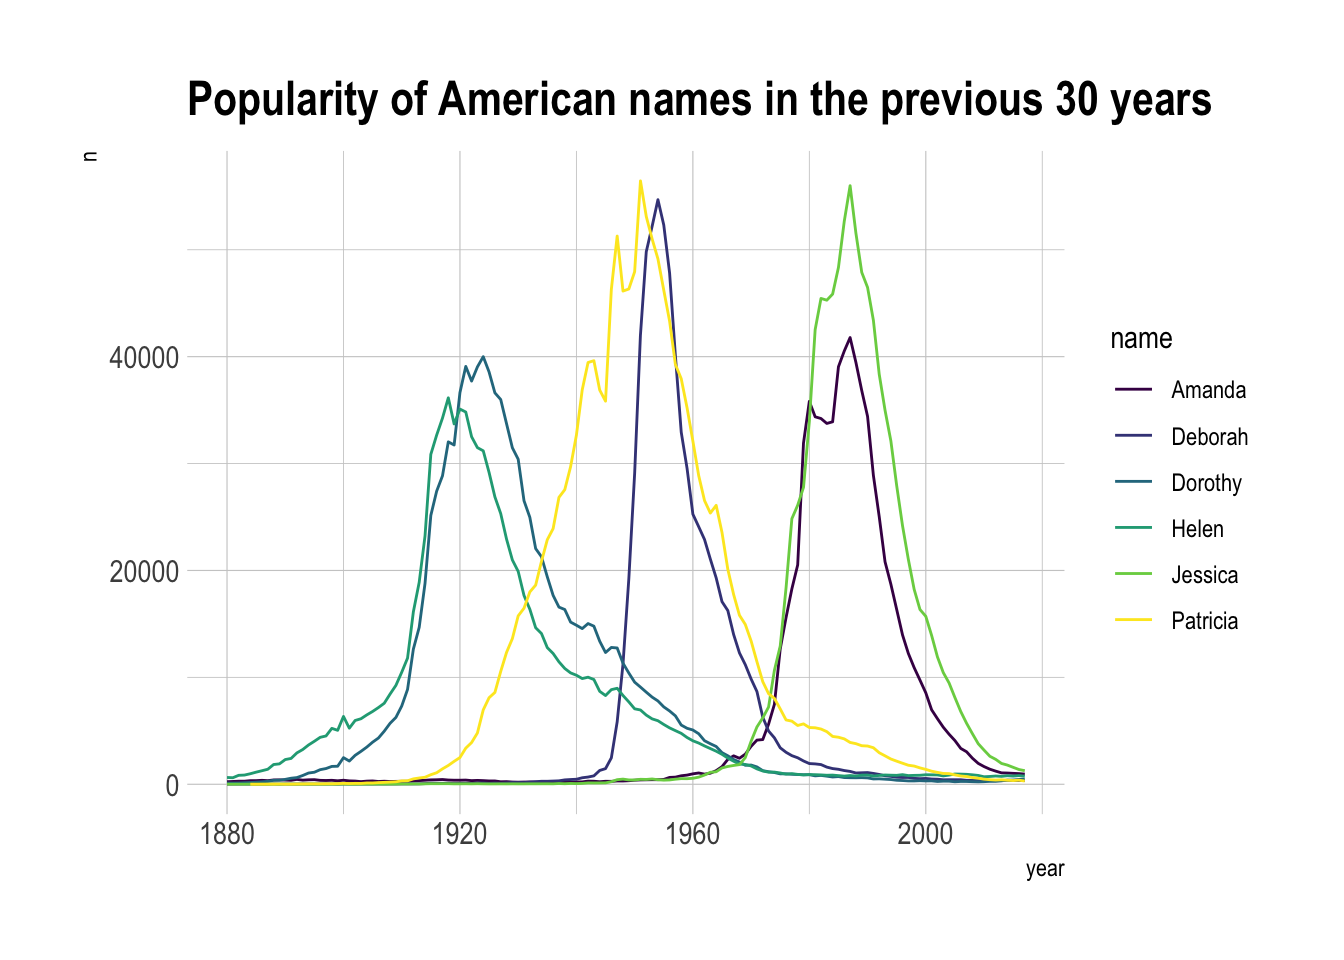 Popularity of American names in the previous 30 years
n
40000
20000
0
1880 1920 1960 2000
year
name
Amanda
Deborah
Dorothy
Helen
Jessica
Patricia